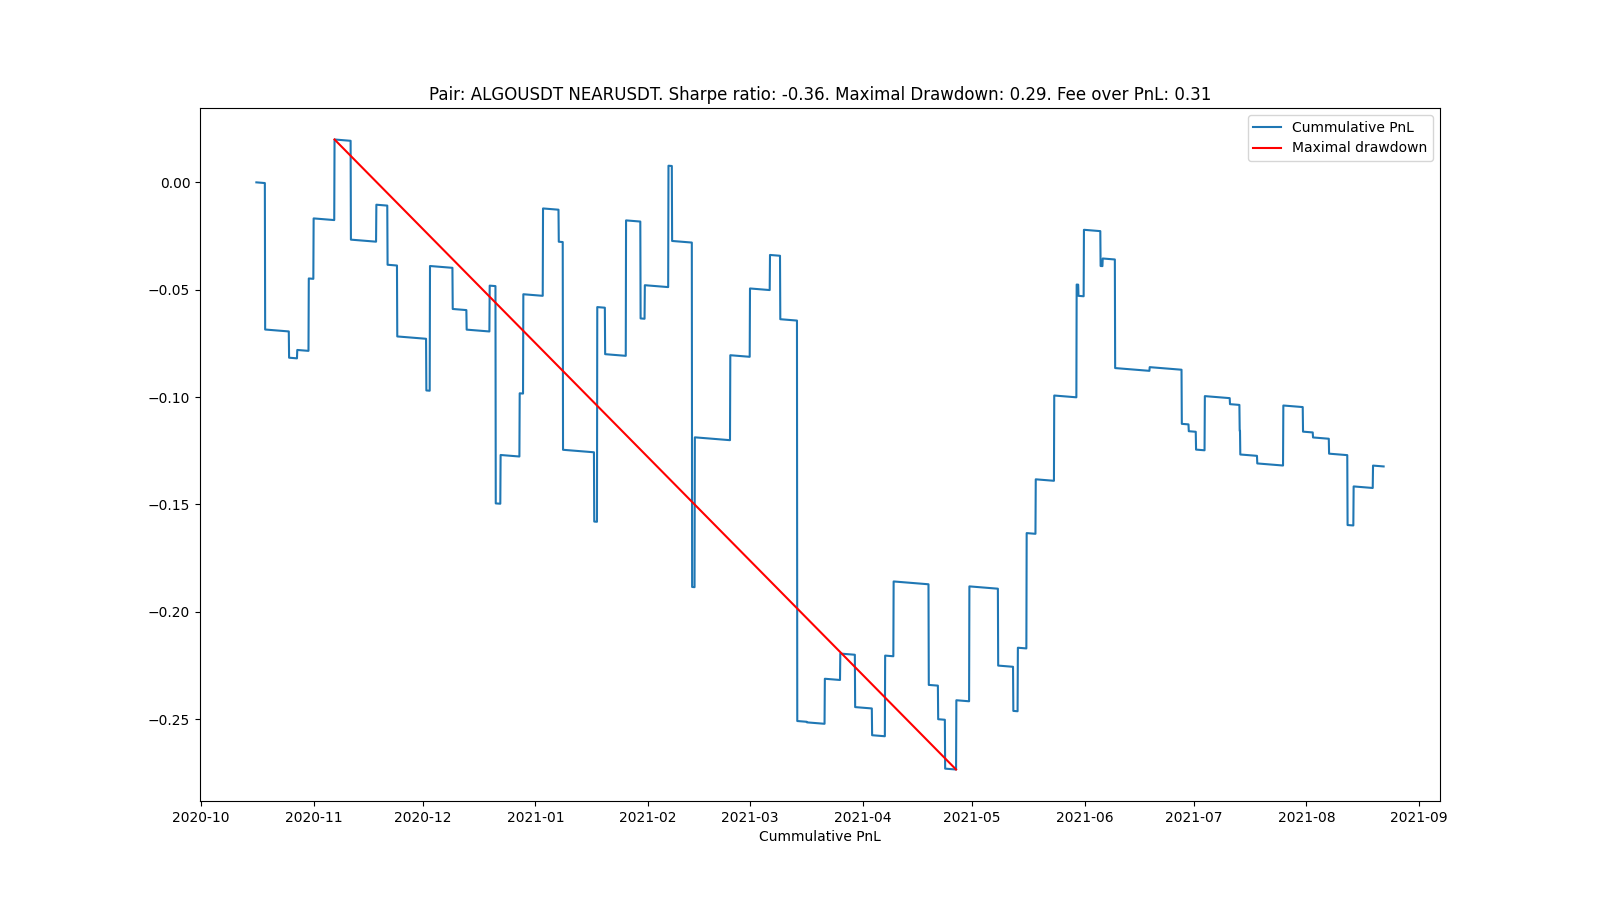 Pair: ALGOUSDT NEARUSDT. Sharpe ratio: -0.36. Maximal Drawdown: 0.29. Fee over PnL: 0.31
Cummulative PnL
Maximal drawdown
0.00
−0.05
−0.10
−0.15
−0.20
−0.25
2020-10 2020-11 2020-12 2021-01 2021-02 2021-03 2021-04 2021-05 2021-06 2021-07 2021-08 2021-09
Cummulative PnL